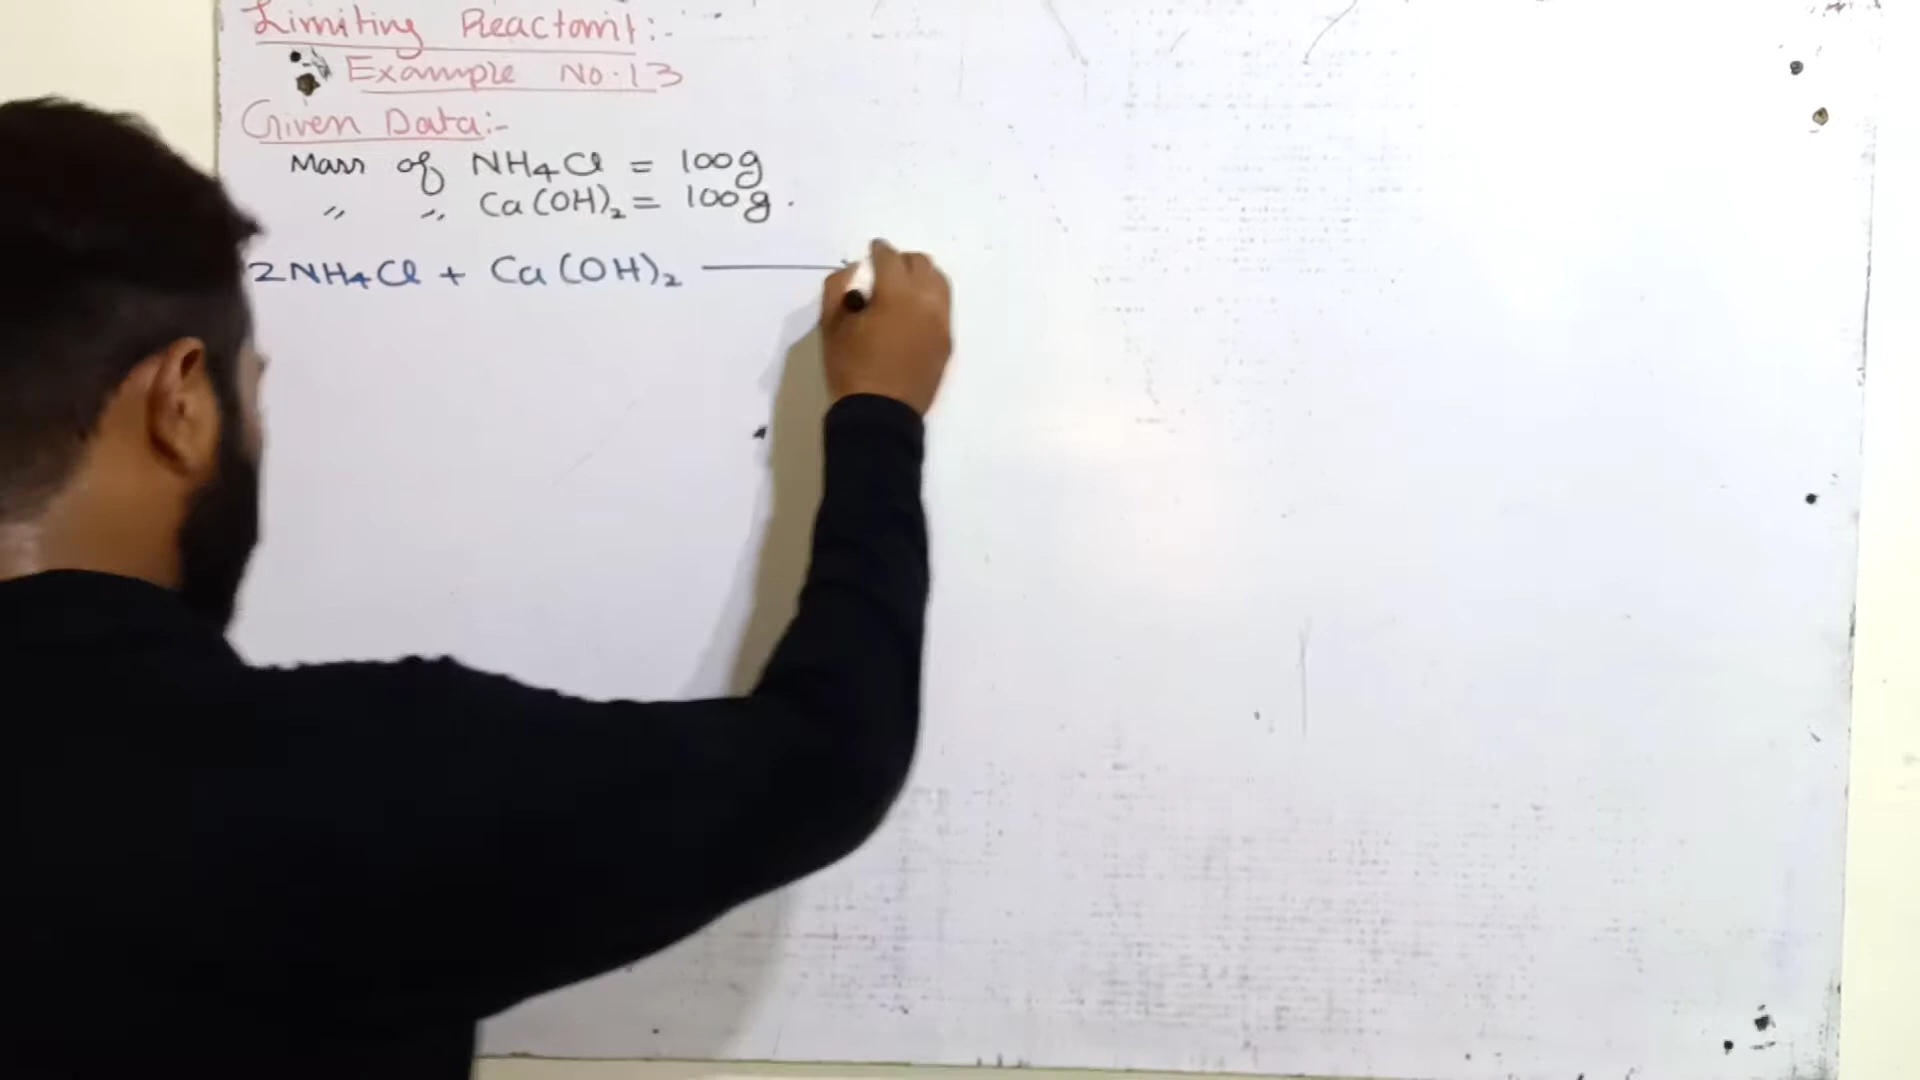 Limiting Reactant:-
Example No.13
Given Data:-
Mass of NH₄Cl = 100g
〃 〃 Ca(OH)₂ = 100g.
2NH₄Cl + Ca(OH)₂ ⟶